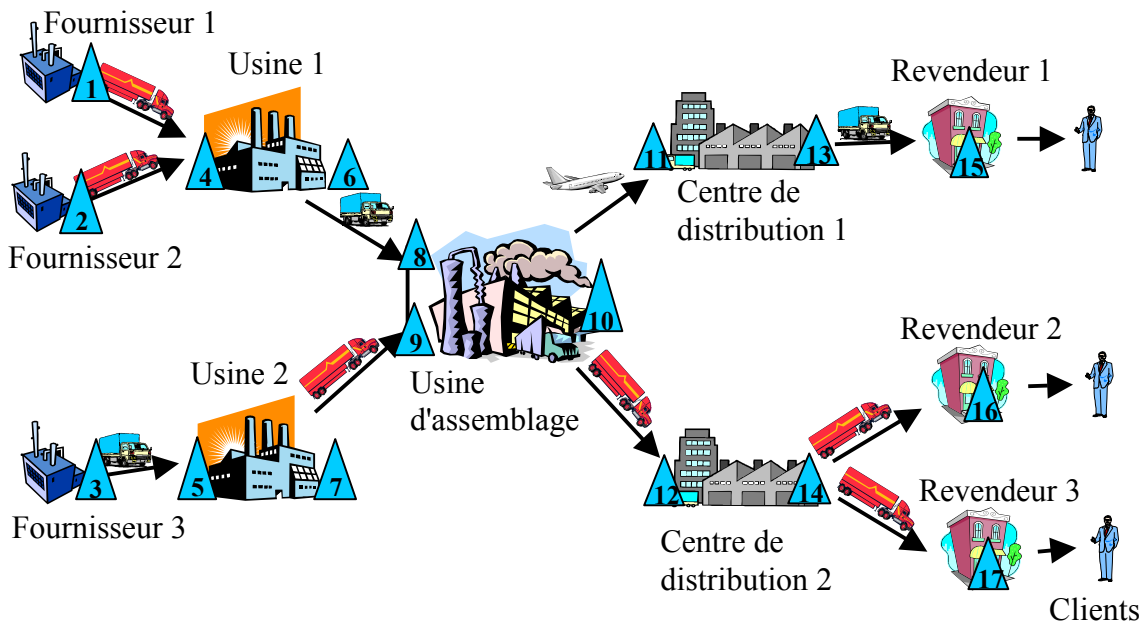 Fournisseur 1
1
Usine 1
4
6
2
Fournisseur 2
8
9
10
Usine
d'assemblage
Usine 2
3
5
7
Fournisseur 3
11
13
Centre de
distribution 1
Revendeur 1
15
Revendeur 2
16
12
14
Centre de
distribution 2
Revendeur 3
17
Clients